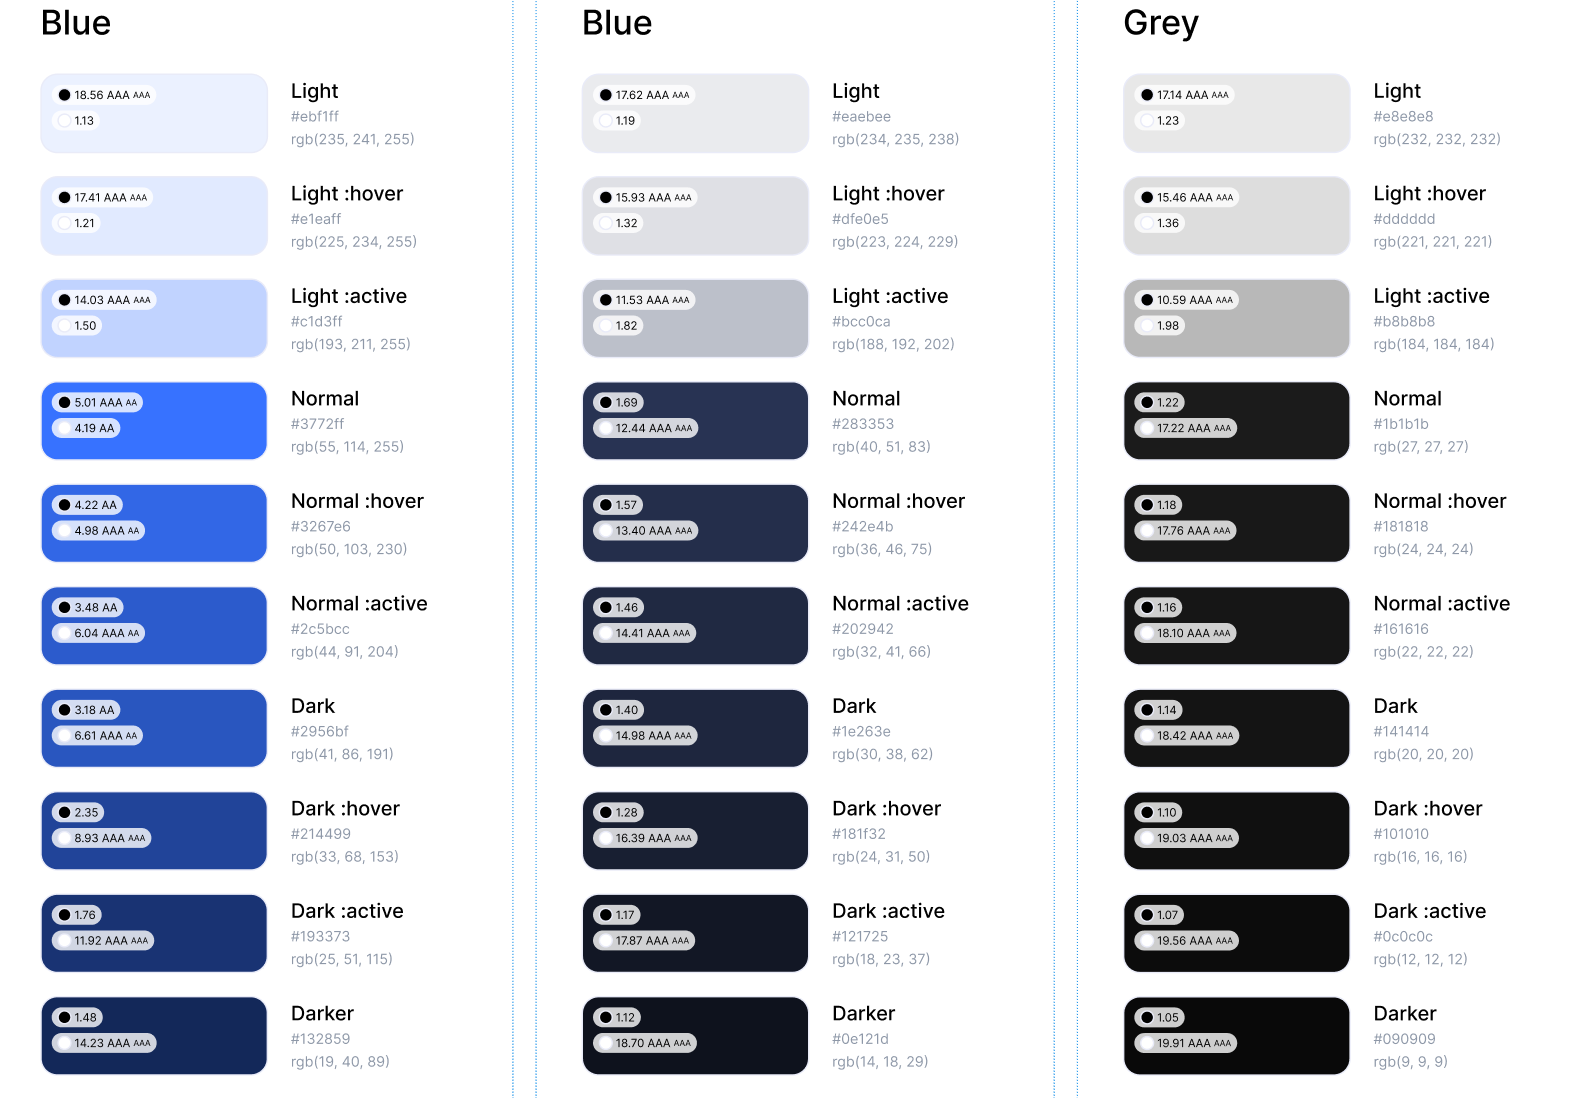 Blue
18.56 AAA AAA
1.13
Light
#ebf1ff
rgb(235, 241, 255)
17.41 AAA AAA
1.21
Light :hover
#e1eaff
rgb(225, 234, 255)
14.03 AAA AAA
1.50
Light :active
#c1d3ff
rgb(193, 211, 255)
5.01 AAA AA
4.19 AA
Normal
#3772ff
rgb(55, 114, 255)
4.22 AA
4.98 AAA AA
Normal :hover
#3267e6
rgb(50, 103, 230)
3.48 AA
6.04 AAA AA
Normal :active
#2c5bcc
rgb(44, 91, 204)
3.18 AA
6.61 AAA AA
Dark
#2956bf
rgb(41, 86, 191)
2.35
8.93 AAA AAA
Dark :hover
#214499
rgb(33, 68, 153)
1.76
11.92 AAA AAA
Dark :active
#193373
rgb(25, 51, 115)
1.48
14.23 AAA AAA
Darker
#132859
rgb(19, 40, 89)
Blue
17.62 AAA AAA
1.19
Light
#eaebee
rgb(234, 235, 238)
15.93 AAA AAA
1.32
Light :hover
#dfe0e5
rgb(223, 224, 229)
11.53 AAA AAA
1.82
Light :active
#bcc0ca
rgb(188, 192, 202)
1.69
12.44 AAA AAA
Normal
#283353
rgb(40, 51, 83)
1.57
13.40 AAA AAA
Normal :hover
#242e4b
rgb(36, 46, 75)
1.46
14.41 AAA AAA
Normal :active
#202942
rgb(32, 41, 66)
1.40
14.98 AAA AAA
Dark
#1e263e
rgb(30, 38, 62)
1.28
16.39 AAA AAA
Dark :hover
#181f32
rgb(24, 31, 50)
1.17
17.87 AAA AAA
Dark :active
#121725
rgb(18, 23, 37)
1.12
18.70 AAA AAA
Darker
#0e121d
rgb(14, 18, 29)
Grey
17.14 AAA AAA
1.23
Light
#e8e8e8
rgb(232, 232, 232)
15.46 AAA AAA
1.36
Light :hover
#dddddd
rgb(221, 221, 221)
10.59 AAA AAA
1.98
Light :active
#b8b8b8
rgb(184, 184, 184)
1.22
17.22 AAA AAA
Normal
#1b1b1b
rgb(27, 27, 27)
1.18
17.76 AAA AAA
Normal :hover
#181818
rgb(24, 24, 24)
1.16
18.10 AAA AAA
Normal :active
#161616
rgb(22, 22, 22)
1.14
18.42 AAA AAA
Dark
#141414
rgb(20, 20, 20)
1.10
19.03 AAA AAA
Dark :hover
#101010
rgb(16, 16, 16)
1.07
19.56 AAA AAA
Dark :active
#0c0c0c
rgb(12, 12, 12)
1.05
19.91 AAA AAA
Darker
#090909
rgb(9, 9, 9)